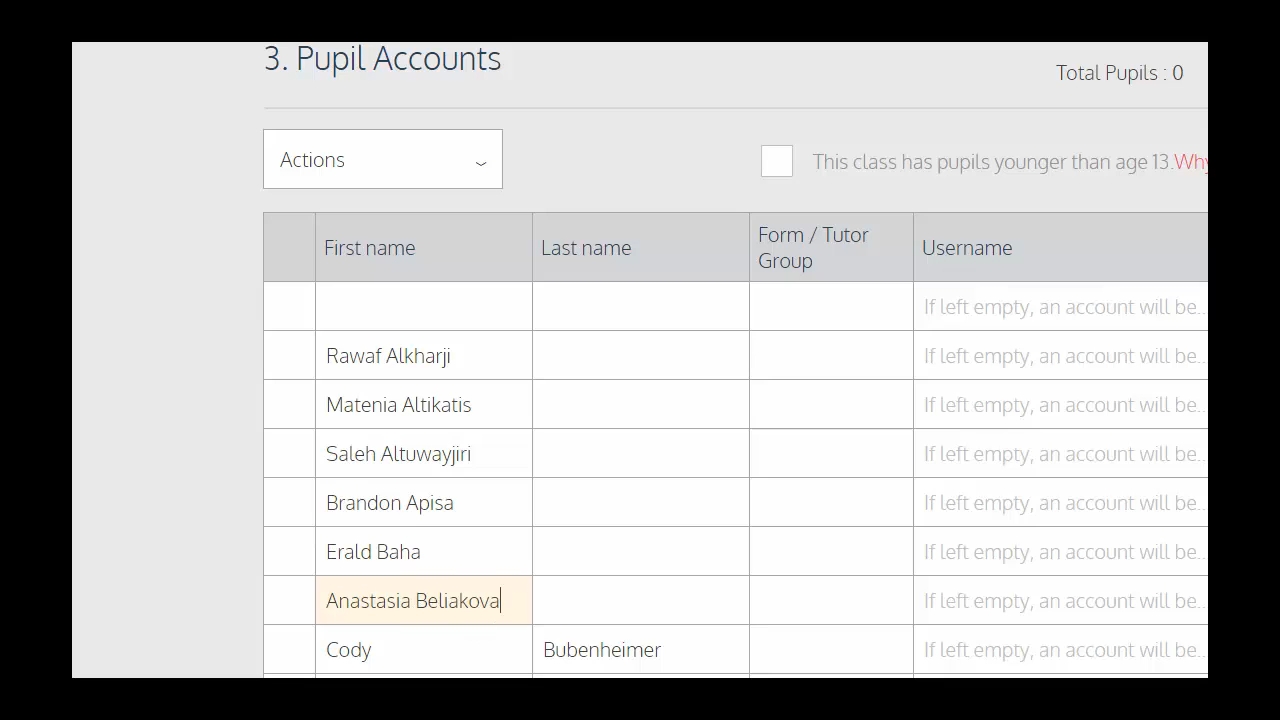 3. Pupil Accounts
Total Pupils : 0
Actions
This class has pupils younger than age 13.Why
First name
Last name
Form / Tutor
Group
Username
If left empty, an account will be..
Rawaf Alkharji
If left empty, an account will be..
Matenia Altikatis
If left empty, an account will be..
Saleh Altuwayjiri
If left empty, an account will be..
Brandon Apisa
If left empty, an account will be..
Erald Baha
If left empty, an account will be..
Anastasia Beliakova
If left empty, an account will be..
Cody
Bubenheimer
If left empty, an account will be..